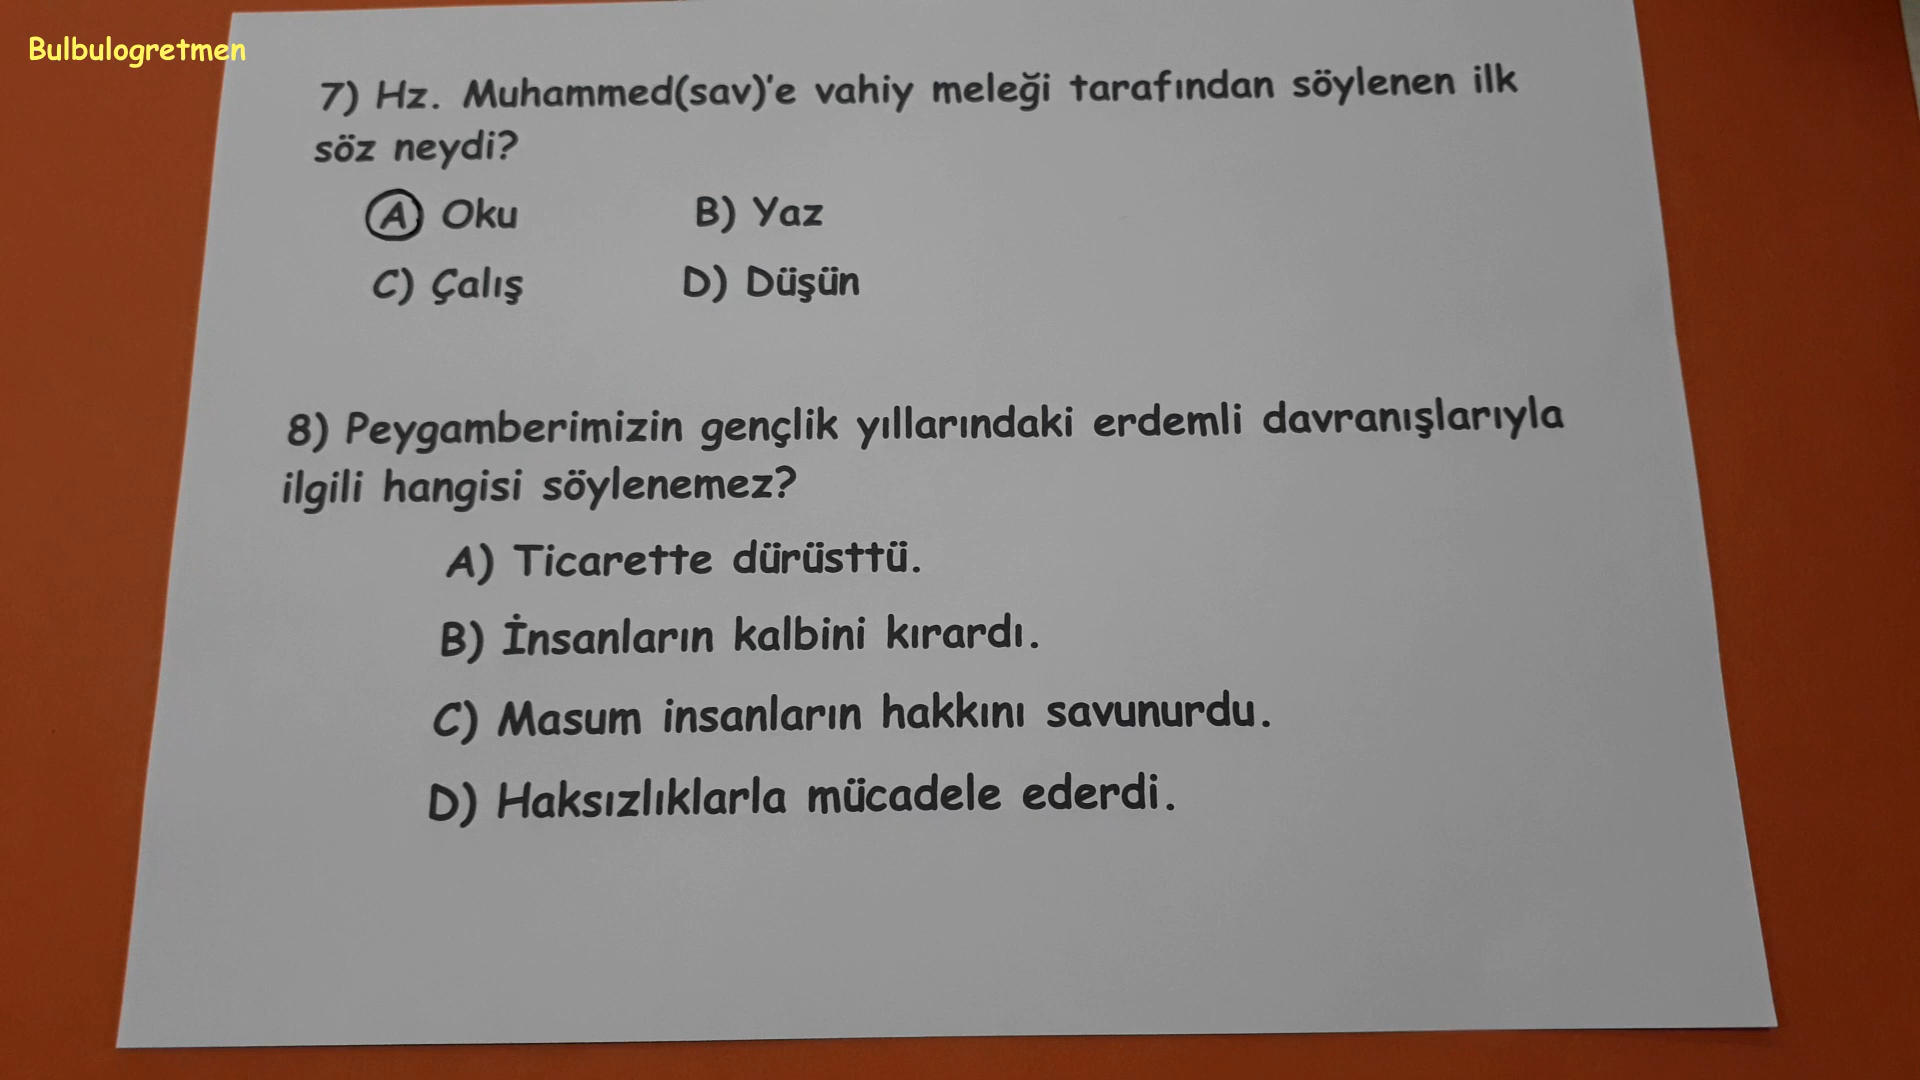 Bulbulogretmen
7) Hz. Muhammed(sav)'e vahiy meleği tarafından söylenen ilk
söz neydi?
A) Oku B) Yaz
C) Çalış D) Düşün
8) Peygamberimizin gençlik yıllarındaki erdemli davranışlarıyla
ilgili hangisi söylenemez?
A) Ticarette dürüsttü.
B) İnsanların kalbini kırardı.
C) Masum insanların hakkını savunurdu.
D) Haksızlıklarla mücadele ederdi.